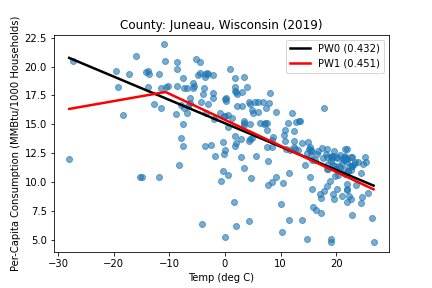 County: Juneau, Wisconsin (2019)
PW0 (0.432)
PW1 (0.451)
Per-Capita Consumption (MMBtu/1000 Households)
22.5
20.0
17.5
15.0
12.5
10.0
7.5
5.0
−30 −20 −10 0 10 20
Temp (deg C)